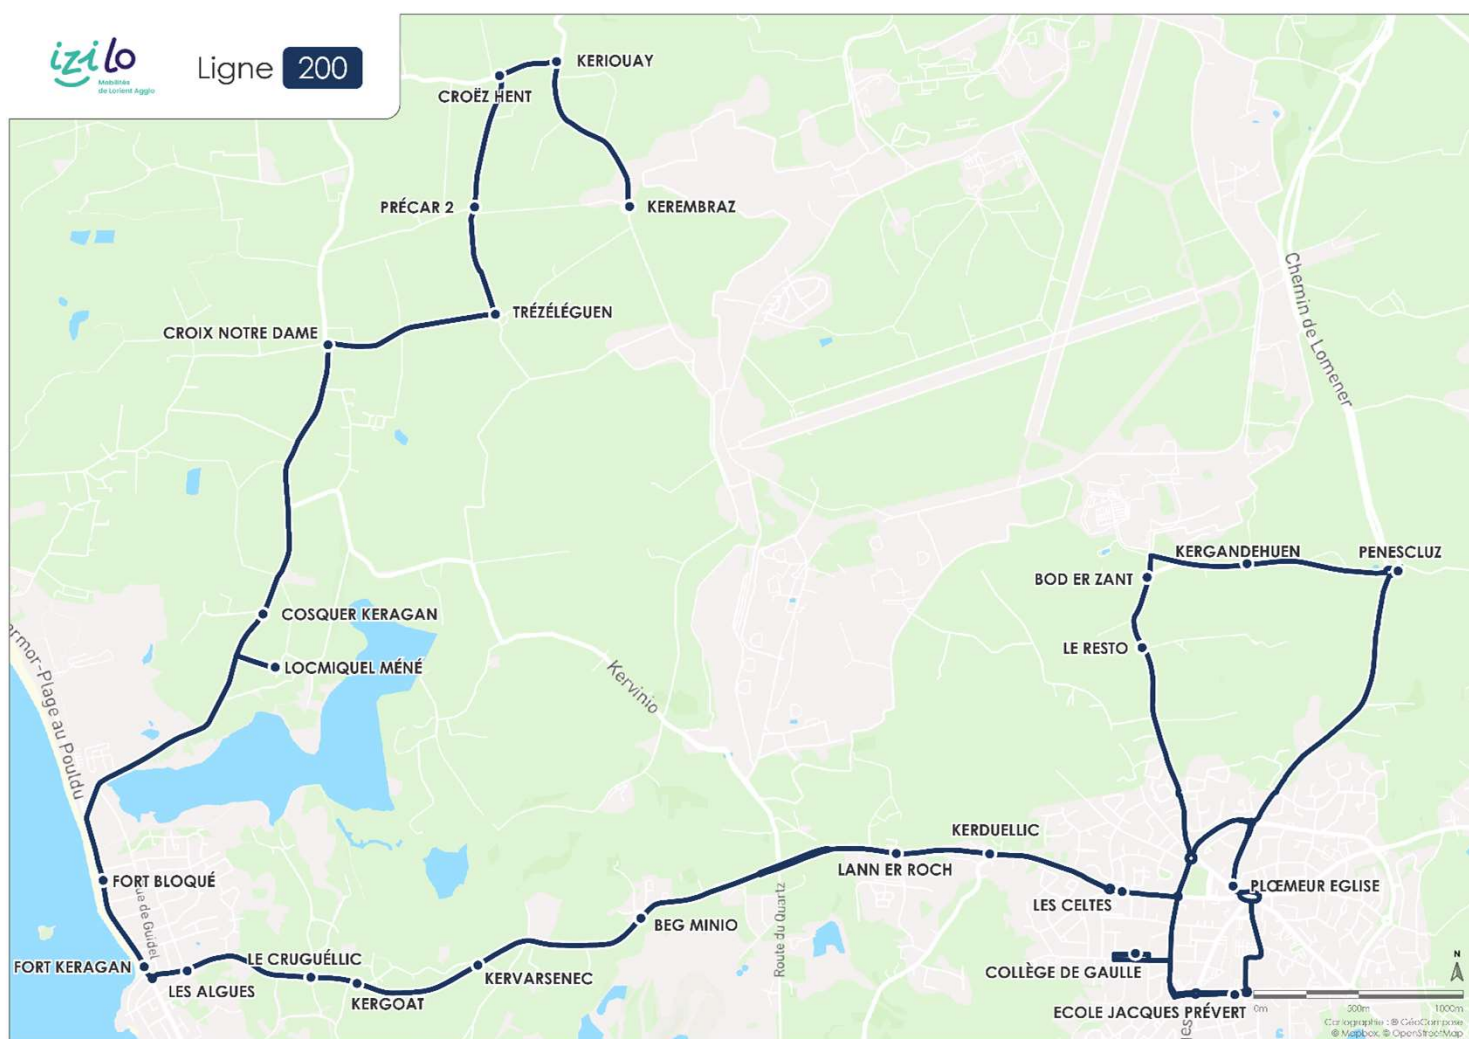 izilo
Mobilités
de Lorient Agglo
Ligne 200
KERIOUAY
CROËZ HENT
PRÉCAR 2
KEREMBRAZ
Chemin de Lomener
TRÉZÉLÉGUEN
CROIX NOTRE DAME
KERGANDEHUEN
PENESCLUZ
BOD ER ZANT
COSQUER KERAGAN
LE RESTO
LOCMIQUEL MÉNÉ
ermor-Plage au Pouldu
Kervinio
KERDUELLIC
LANN ER ROCH
FORT BLOQUÉ
PLŒMEUR EGLISE
LES CELTES
ue de Guidel
BEG MINIO
Route du Quartz
LE CRUGUÉLLIC
FORT KERAGAN
KERVARSENEC
COLLÈGE DE GAULLE
N
LES ALGUES
KERGOAT
ECOLE JACQUES PRÉVERT
0m 500m 1000m
Cartographie : © GéoCompose
© Mapbox, © OpenStreetMap
les